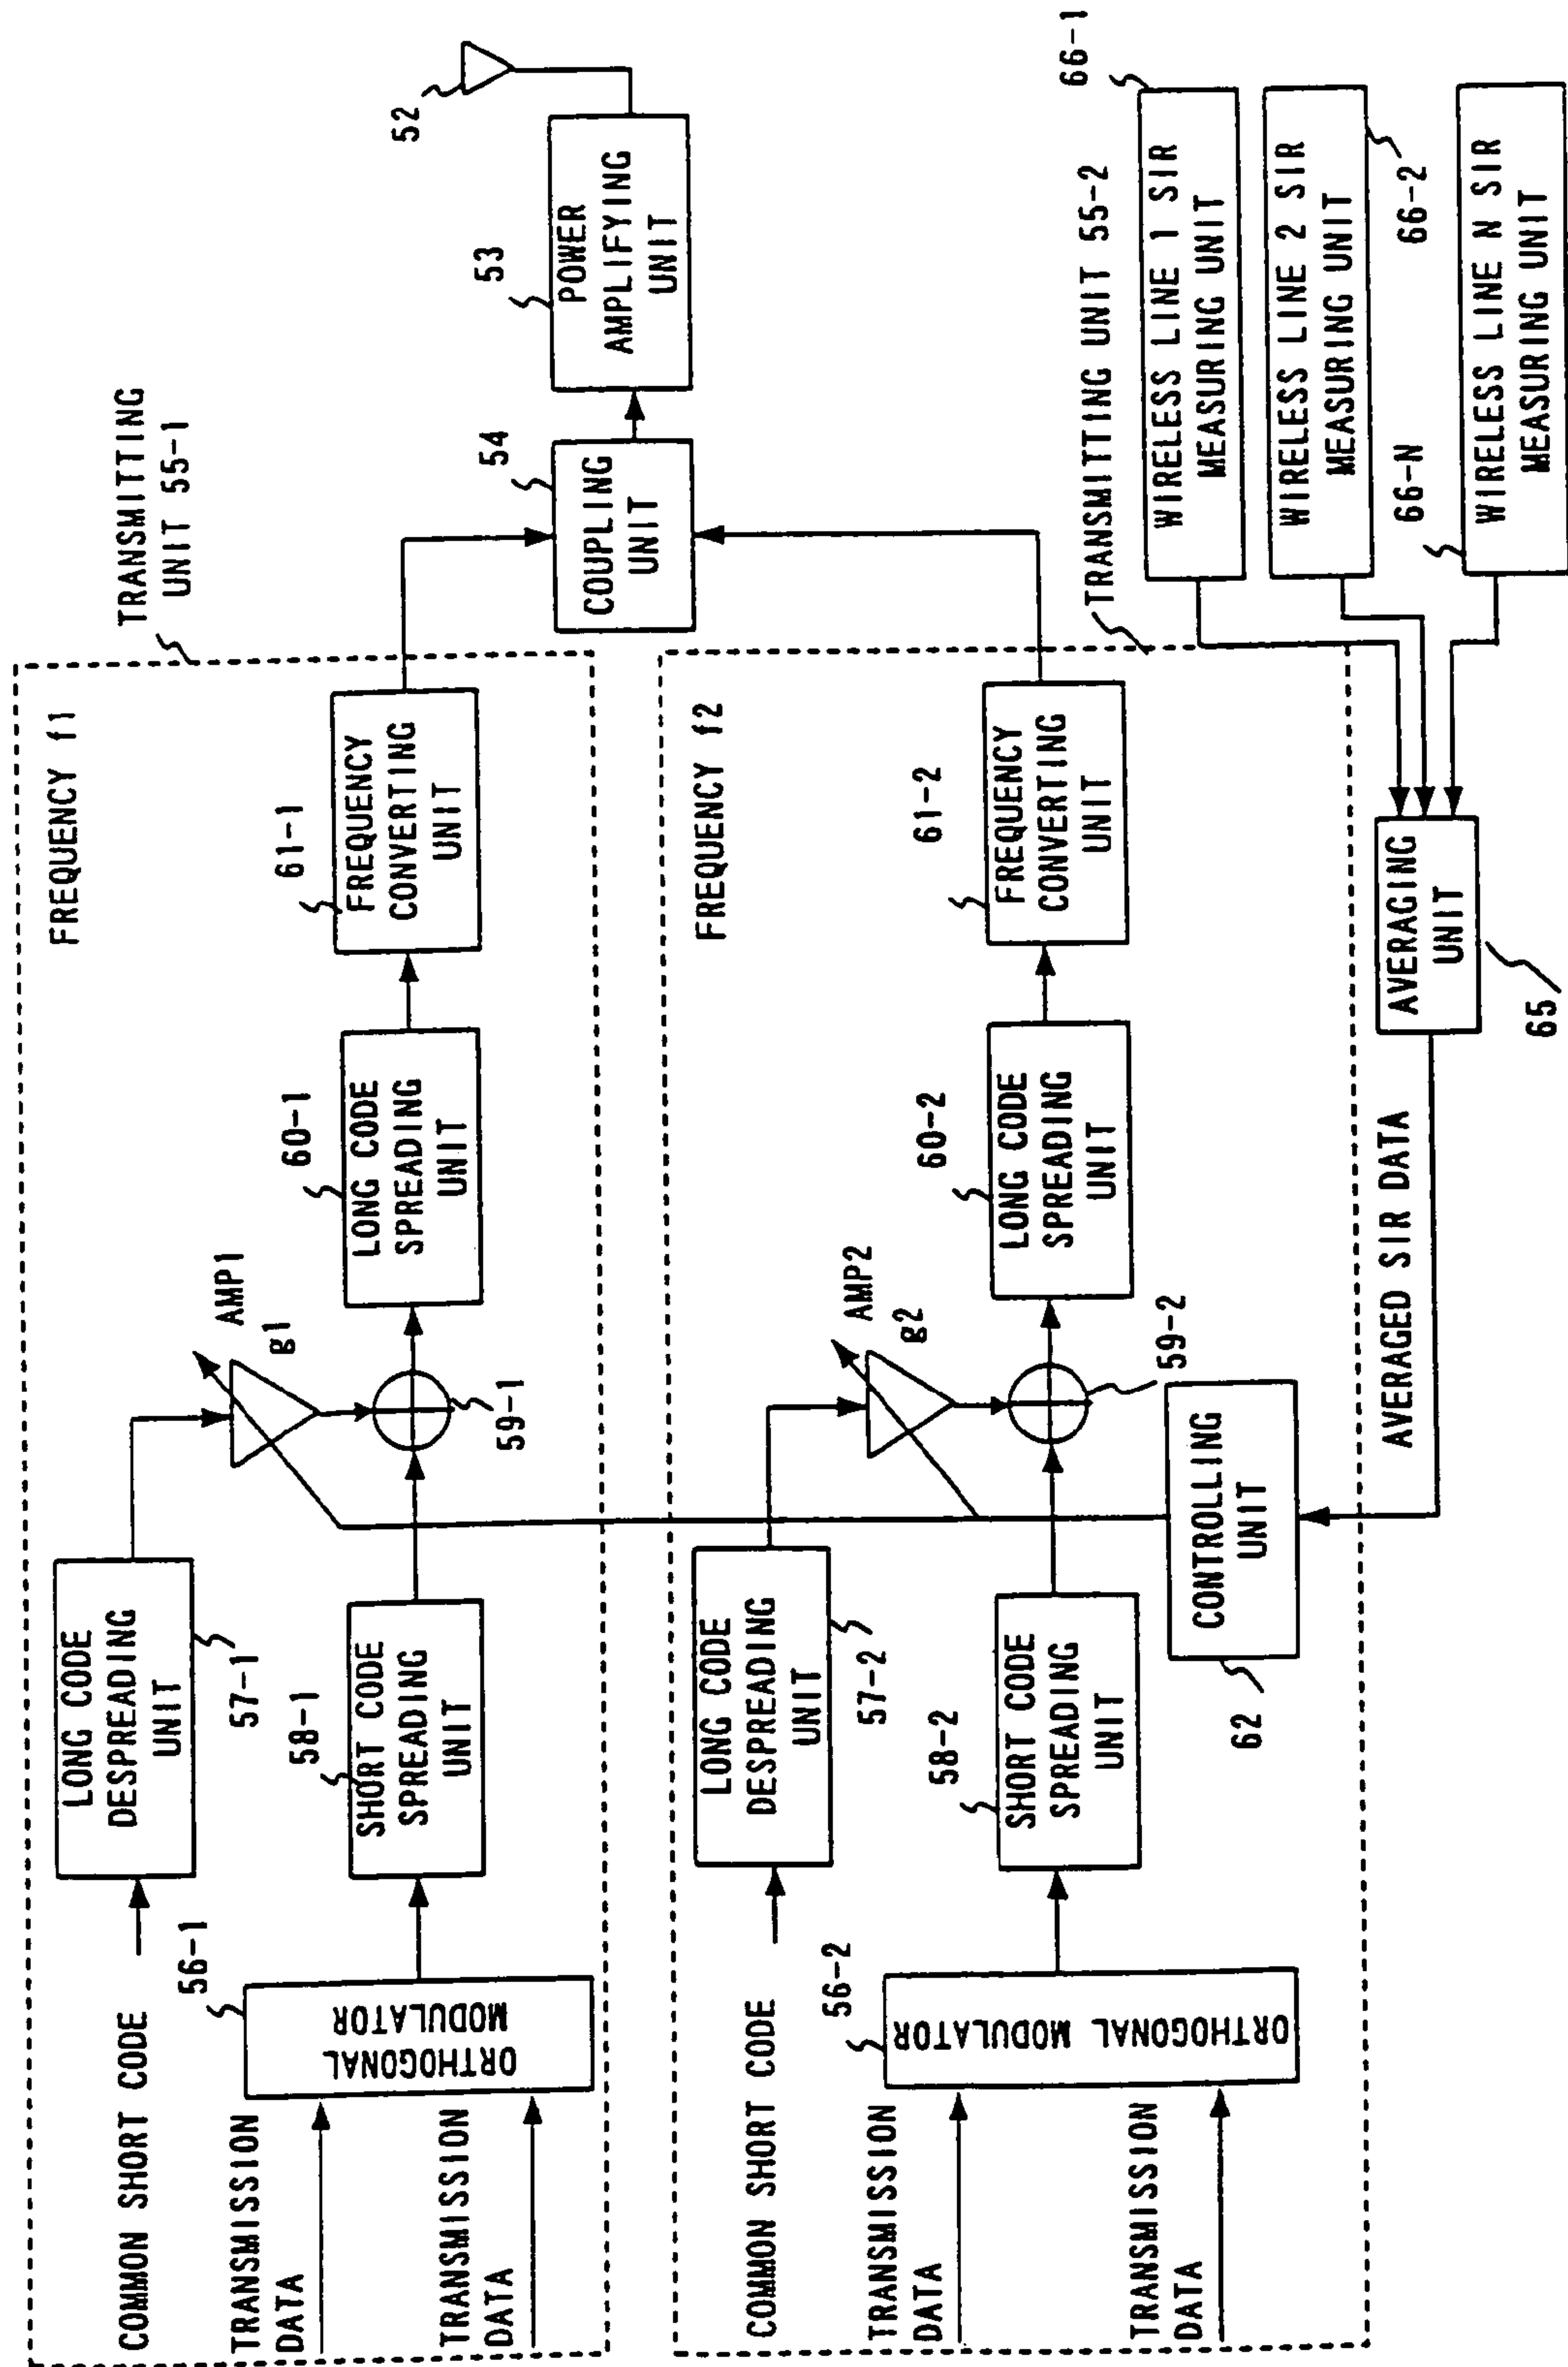 TRANSMITTING
UNIT 55-1
FREQUENCY f1
COMMON SHORT CODE
LONG CODE
DESPREADING
UNIT
57-1
AMP1
g1
56-1
TRANSMISSION
DATA
TRANSMISSION
DATA
ORTHOGONAL
MODULATOR
58-1
SHORT CODE
SPREADING
UNIT
59-1
60-1
LONG CODE
SPREADING
UNIT
61-1
FREQUENCY
CONVERTING
UNIT
54
COUPLING
UNIT
53
POWER
AMPLIFYING
UNIT
52
FREQUENCY f2
COMMON SHORT CODE
LONG CODE
DESPREADING
UNIT
57-2
AMP2
g2
56-2
TRANSMISSION
DATA
TRANSMISSION
DATA
ORTHOGONAL MODULATOR
58-2
SHORT CODE
SPREADING
UNIT
59-2
60-2
LONG CODE
SPREADING
UNIT
61-2
FREQUENCY
CONVERTING
UNIT
TRANSMITTING UNIT 55-2
62
CONTROLLING
UNIT
AVERAGED SIR DATA
AVERAGING
UNIT
65
66-1
WIRELESS LINE 1 SIR
MEASURING UNIT
WIRELESS LINE 2 SIR
MEASURING UNIT
66-2
66-N
WIRELESS LINE N SIR
MEASURING UNIT